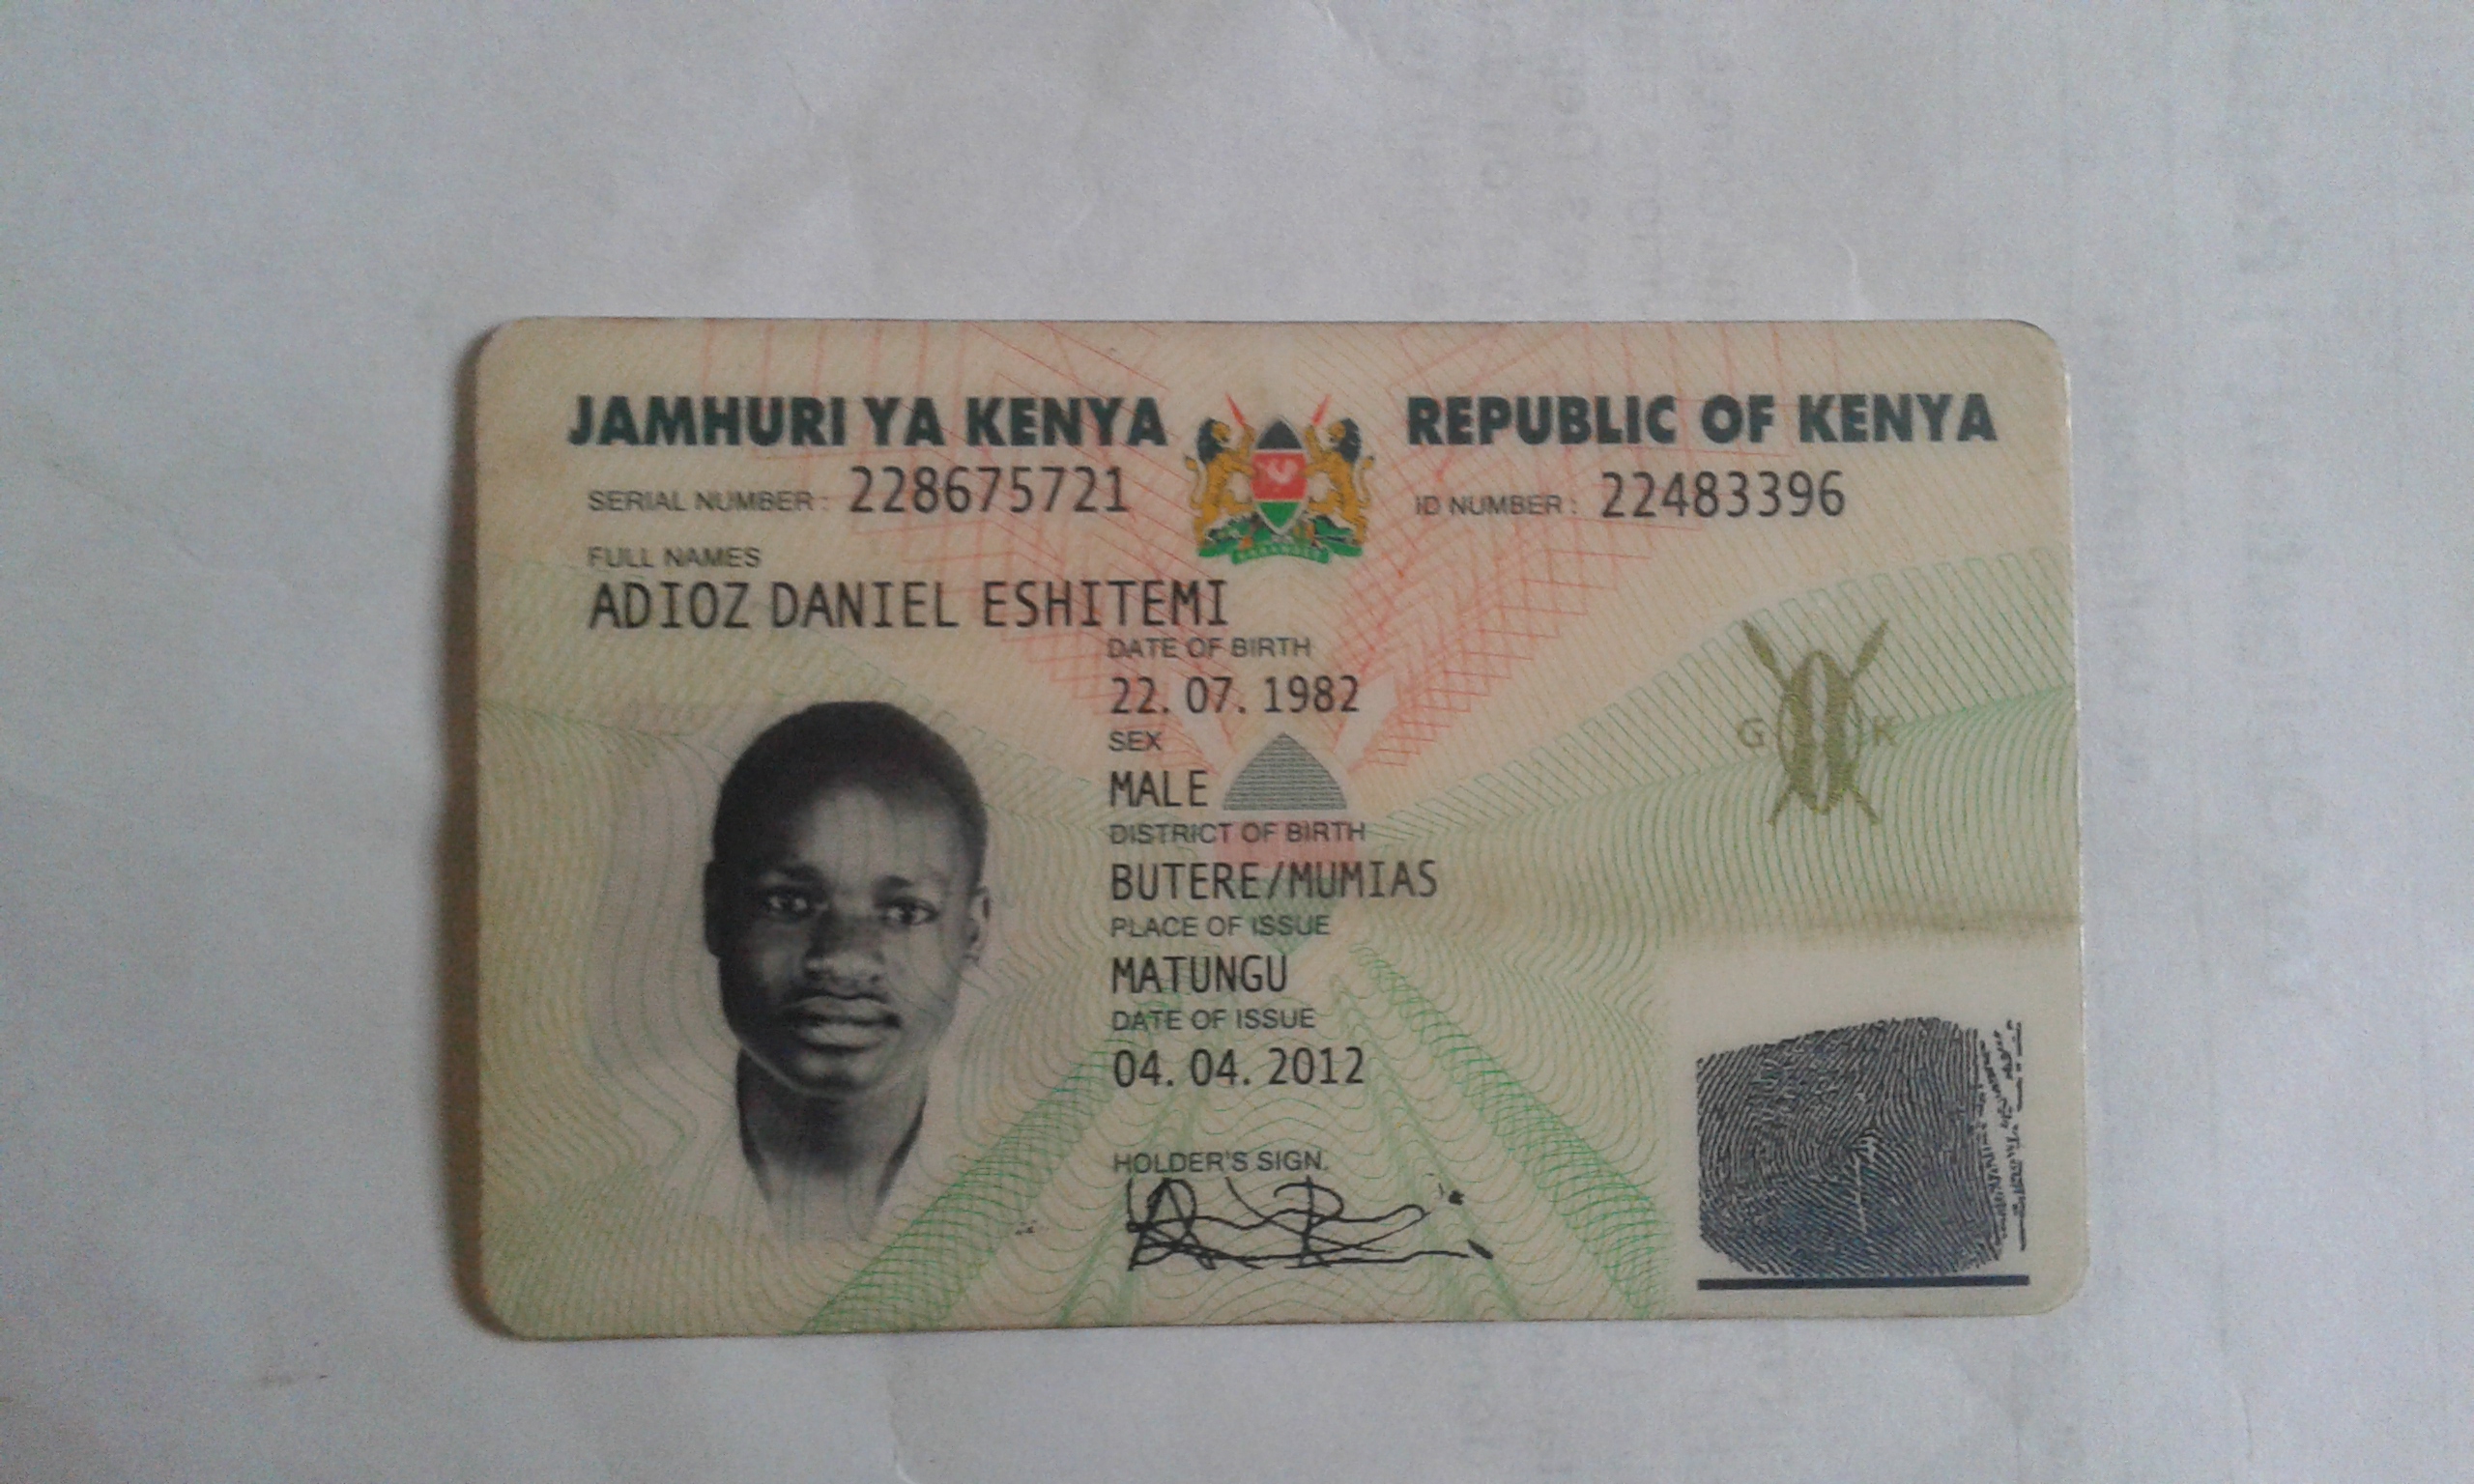 JAMHURI YA KENYA REPUBLIC OF KENYA
SERIAL NUMBER: 228675721 ID NUMBER: 22483396
FULL NAMES
ADIOZ DANIEL ESHITEMI
DATE OF BIRTH
22. 07. 1982
SEX
MALE
DISTRICT OF BIRTH
BUTERE/MUMIAS
PLACE OF ISSUE
MATUNGU
DATE OF ISSUE
04. 04. 2012
HOLDER'S SIGN.
G K